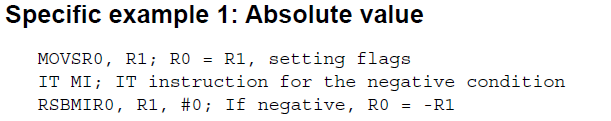 Specific example 1: Absolute value
MOVSR0, R1; R0 = R1, setting flags
IT MI; IT instruction for the negative condition
RSBMIR0, R1, #0; If negative, R0 = -R1